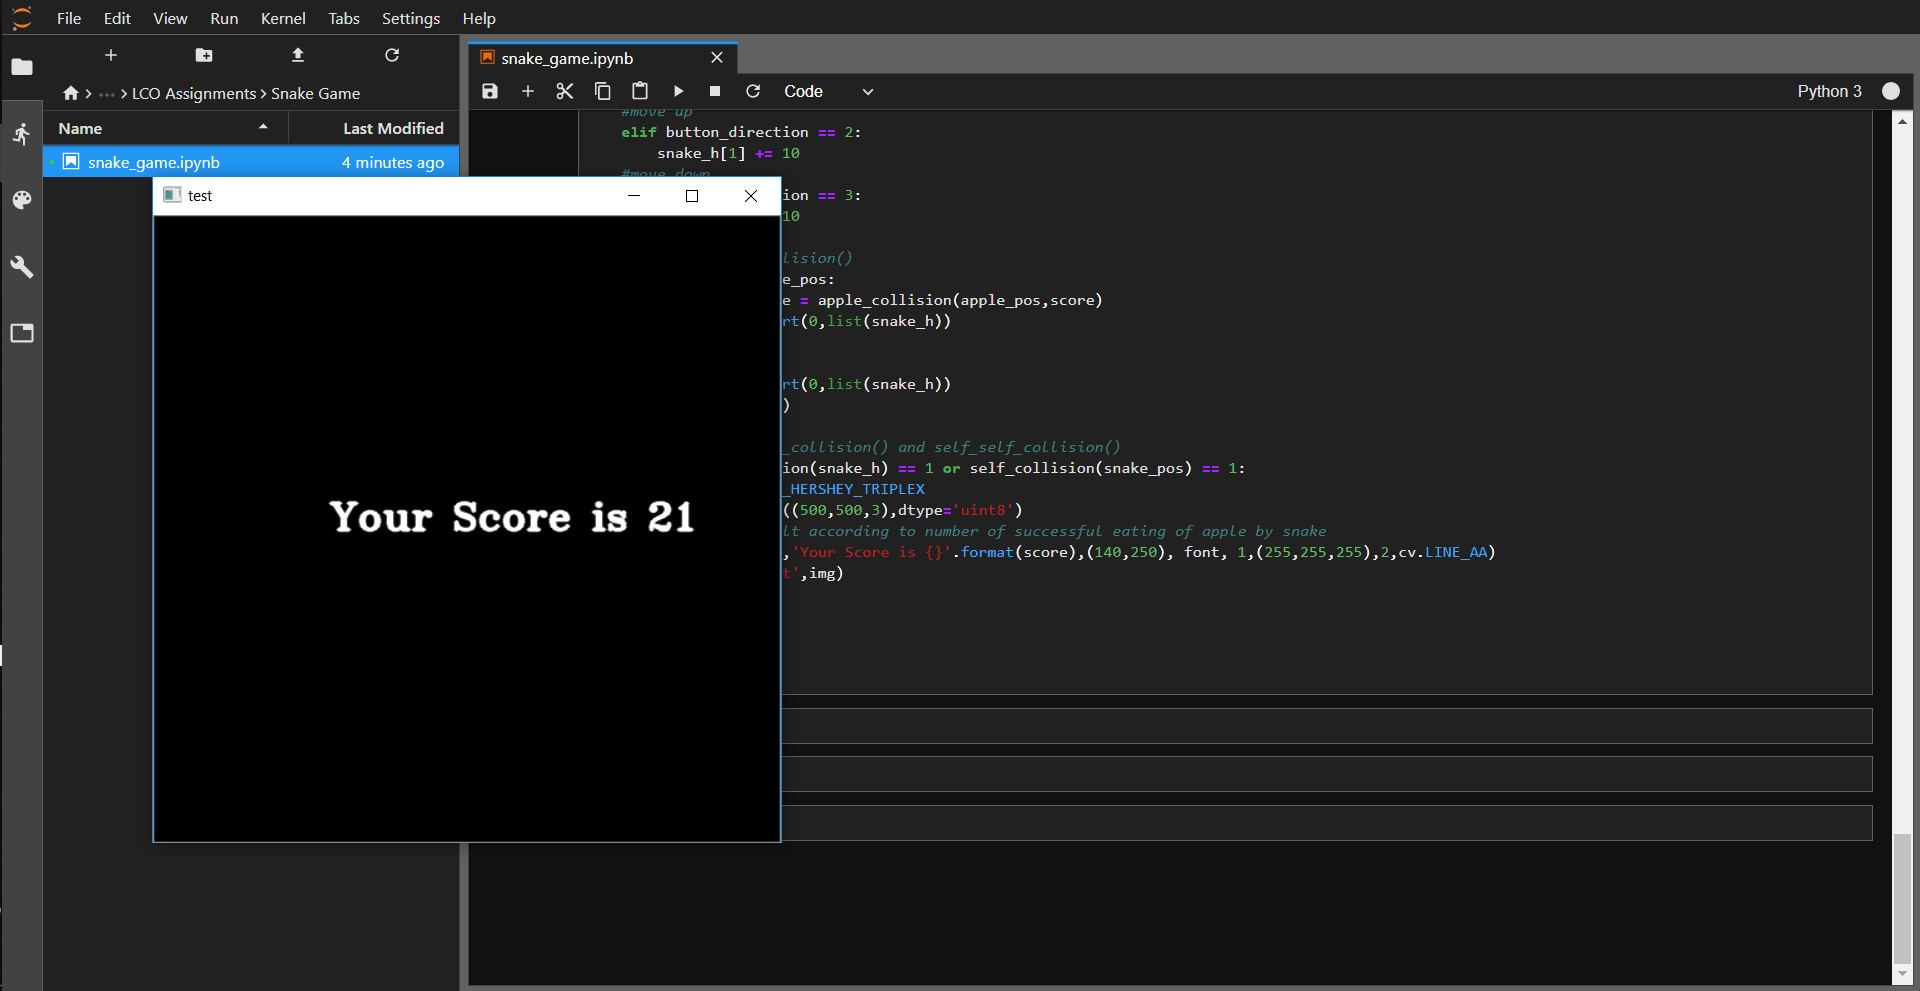 File Edit View Run Kernel Tabs Settings Help
LCO Assignments > Snake Game
Name Last Modified
snake_game.ipynb 4 minutes ago
snake_game.ipynb
Code
Python 3
#move up
elif button_direction == 2:
snake_h[1] += 10
#move down
ion == 3:
10
lision()
e_pos:
e = apple_collision(apple_pos,score)
rt(0,list(snake_h))
rt(0,list(snake_h))
)
_collision() and self_self_collision()
ion(snake_h) == 1 or self_collision(snake_pos) == 1:
_HERSHEY_TRIPLEX
((500,500,3),dtype='uint8')
lt according to number of successful eating of apple by snake
,'Your Score is {}'.format(score),(140,250), font, 1,(255,255,255),2,cv.LINE_AA)
t',img)
test
Your Score is 21